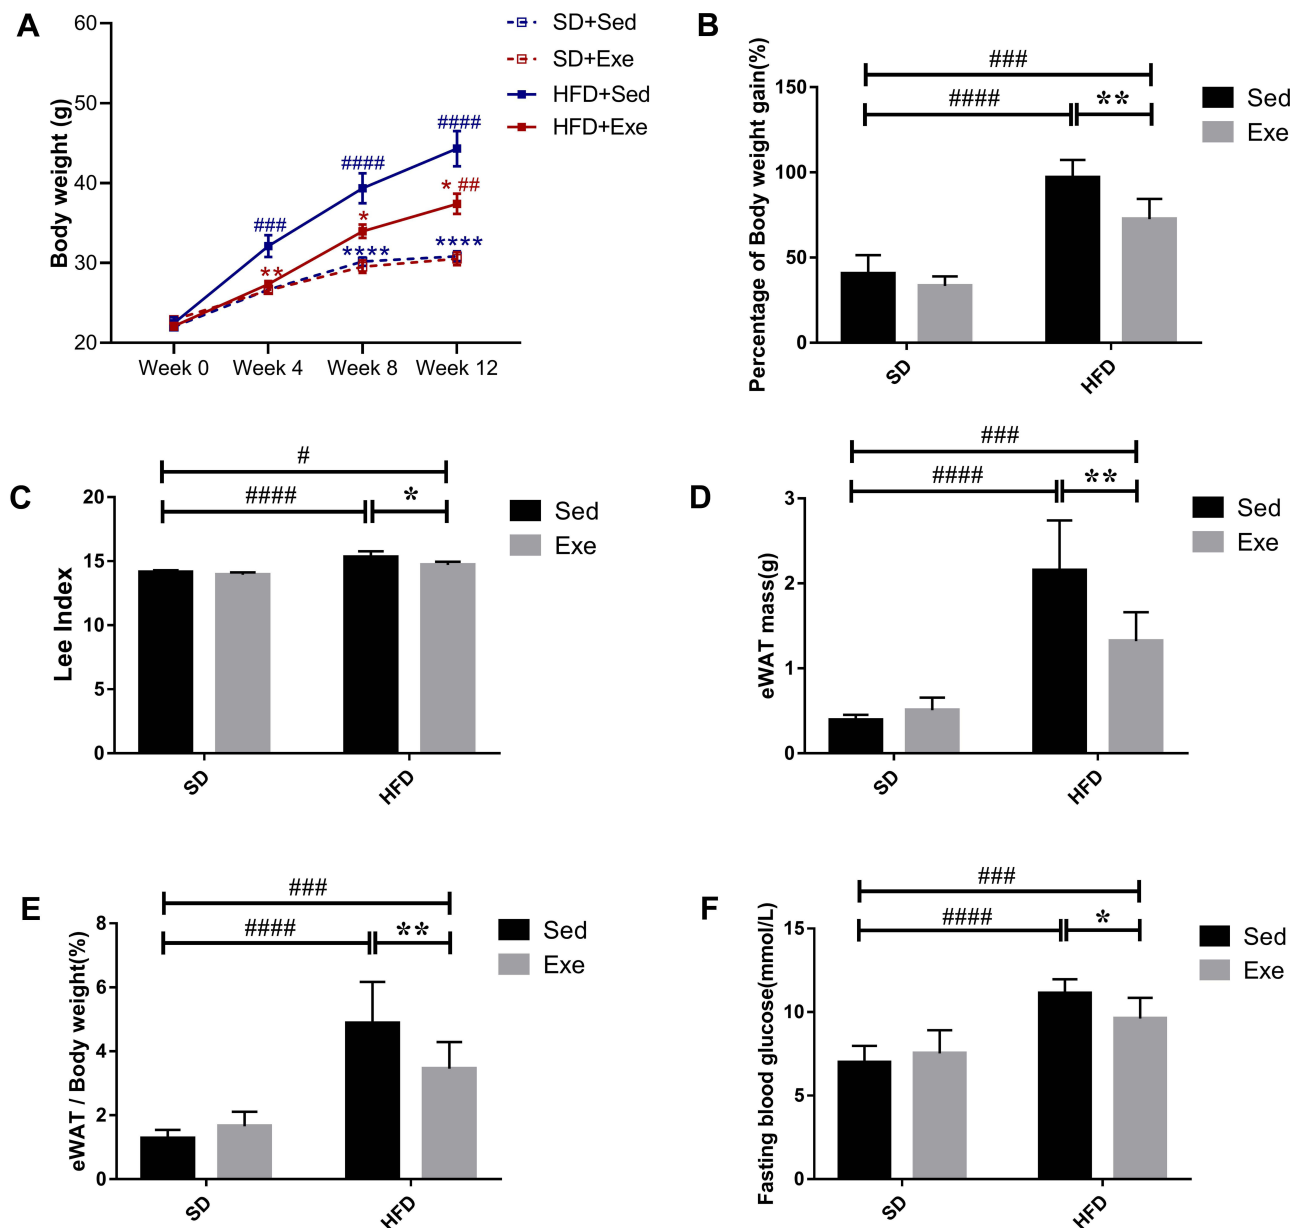 A
Body weight (g)
60
50
40
30
20
Week 0 Week 4 Week 8 Week 12
SD+Sed
SD+Exe
HFD+Sed
HFD+Exe
###
####
####
**
*
* ##
****
****
B
Percentage of Body weight gain(%)
150
100
50
0
SD
HFD
###
####
**
Sed
Exe
C
Lee Index
20
15
10
5
0
SD
HFD
#
####
*
Sed
Exe
D
eWAT mass(g)
3
2
1
0
SD
HFD
###
####
**
Sed
Exe
E
eWAT / Body weight(%)
8
6
4
2
0
SD
HFD
###
####
**
Sed
Exe
F
Fasting blood glucose(mmol/L)
15
10
5
0
SD
HFD
###
####
*
Sed
Exe